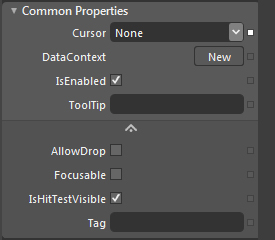 Common Properties
Cursor None
DataContext New
IsEnabled
ToolTip
AllowDrop
Focusable
IsHitTestVisible
Tag